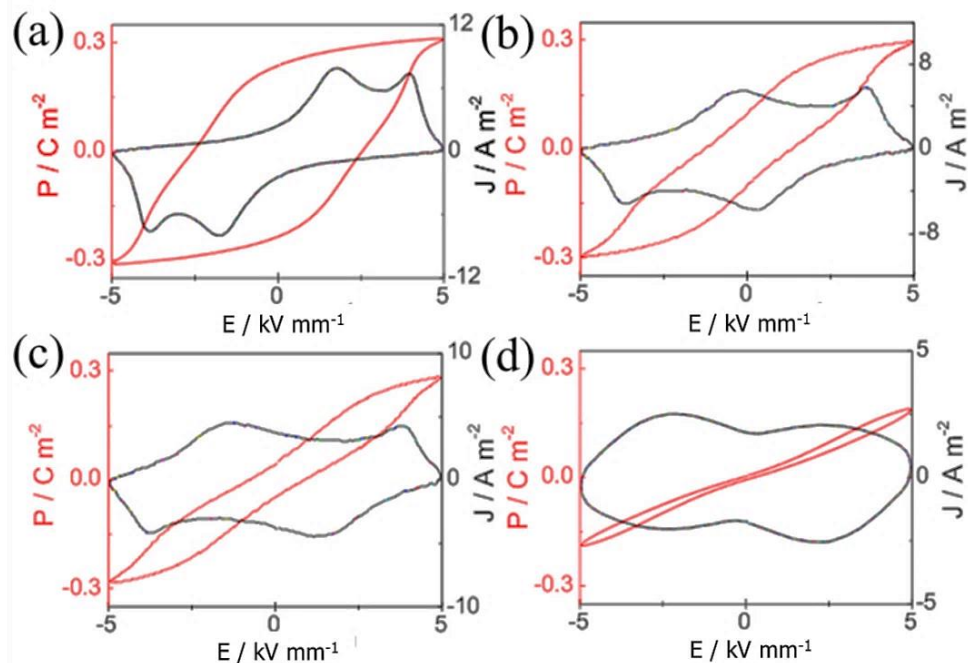 (a)
0.3
0.0
-0.3
P / C m-2
12
0
-12
J / A m-2
-5
0
5
E / kV mm-1
(b)
0.3
0.0
-0.3
P / C m-2
8
0
-8
J / A m-2
-5
0
5
E / kV mm-1
(c)
0.3
0.0
-0.3
P / C m-2
10
0
-10
J / A m-2
-5
0
5
E / kV mm-1
(d)
0.3
0.0
-0.3
P / C m-2
5
0
-5
J / A m-2
-5
0
5
E / kV mm-1